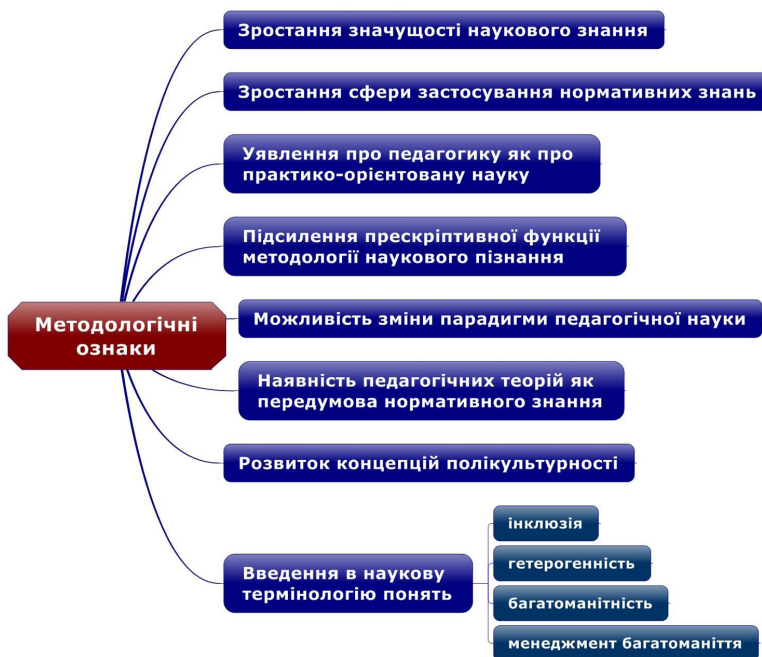 Зростання значущості наукового знання
Зростання сфери застосування нормативних знань
Уявлення про педагогику як про
практико-орієнтовану науку
Підсилення прескріптивної функції
методології наукового пізнання
Методологічні
ознаки
Можливість зміни парадигми педагогічної науки
Наявність педагогічних теорій як
передумова нормативного знання
Розвиток концепцій полікультурності
Введення в наукову
термінологію понять
інклюзія
гетерогенність
багатоманітність
менеджмент багатоманіття